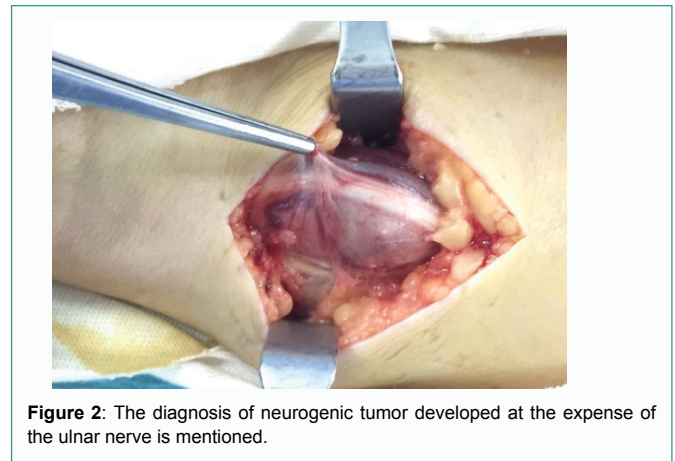 Figure 2: The diagnosis of neurogenic tumor developed at the expense of
the ulnar nerve is mentioned.